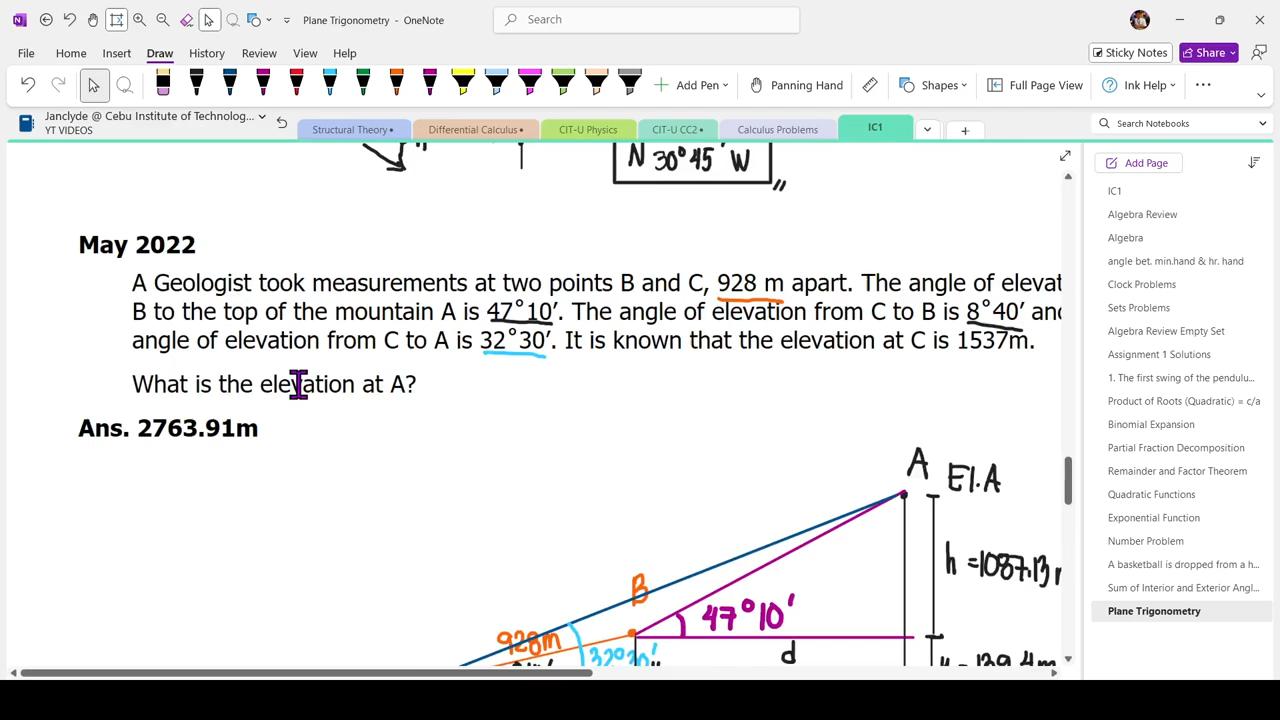 Plane Trigonometry - OneNote
Search
File Home Insert Draw History Review View Help
Sticky Notes
Share
Add Pen
Panning Hand
Shapes
Full Page View
Ink Help
Janclyde @ Cebu Institute of Technolog...
YT VIDEOS
Structural Theory
Differential Calculus
CIT-U Physics
CIT-U CC2
Calculus Problems
IC1
Search Notebooks
Add Page
IC1
Algebra Review
Algebra
angle bet. min.hand & hr. hand
Clock Problems
Sets Problems
Algebra Review Empty Set
Assignment 1 Solutions
1. The first swing of the pendulu...
Product of Roots (Quadratic) = c/a
Binomial Expansion
Partial Fraction Decomposition
Remainder and Factor Theorem
Quadratic Functions
Exponential Function
Number Problem
A basketball is dropped from a h...
Sum of Interior and Exterior Angl...
Plane Trigonometry
N 30°45' W
May 2022
A Geologist took measurements at two points B and C, 928 m apart. The angle of elevat
B to the top of the mountain A is 47°10'. The angle of elevation from C to B is 8°40' and
angle of elevation from C to A is 32°30'. It is known that the elevation at C is 1537m.
What is the elevation at A?
Ans. 2763.91m
A El.A
h =1087.13
B
47°10'
928m
32°30'
d